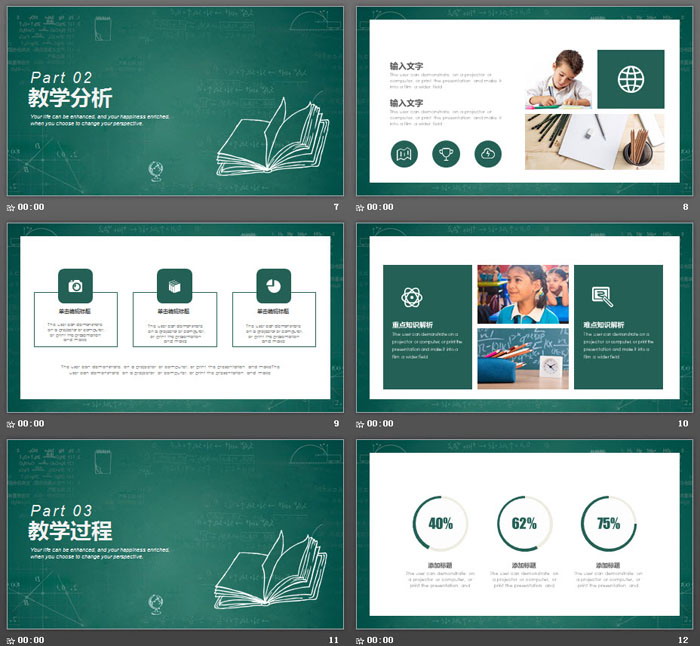 Part 02
教学分析
Your life can be enhanced, and your happiness enriched,
when you choose to change your perspective.
00:00
7
输入文字
The user can demonstrate on a projector or
computer, or print the presentation and make it
into a film a wider field
输入文字
The user can demonstrate on a projector or
computer, or print the presentation and make it
into a film a wider field
00:00
8
单击编辑标题
The user can demonstrate
on a projector or computer,
or print the presentation
and make
单击编辑标题
The user can demonstrate
on a projector or computer,
or print the presentation
and make
单击编辑标题
The user can demonstrate
on a projector or computer,
or print the presentation
and make
The user can demonstrate on a projector or computer, or print the presentation and makeThe
user can demonstrate on a projector or computer, or print the presentation and make
00:00
9
重点知识解析
The user can demonstrate on a
projector or computer, or print the
presentation and make it into a
film a wider field
难点知识解析
The user can demonstrate on a
projector or computer, or print the
presentation and make it into a
film a wider field
00:00
10
Part 03
教学过程
Your life can be enhanced, and your happiness enriched,
when you choose to change your perspective.
00:00
11
40%
添加标题
The user can demonstrate on
a projector or computer, or
print the presentation and
62%
添加标题
The user can demonstrate on
a projector or computer, or
print the presentation and
75%
添加标题
The user can demonstrate on
a projector or computer, or
print the presentation and
00:00
12